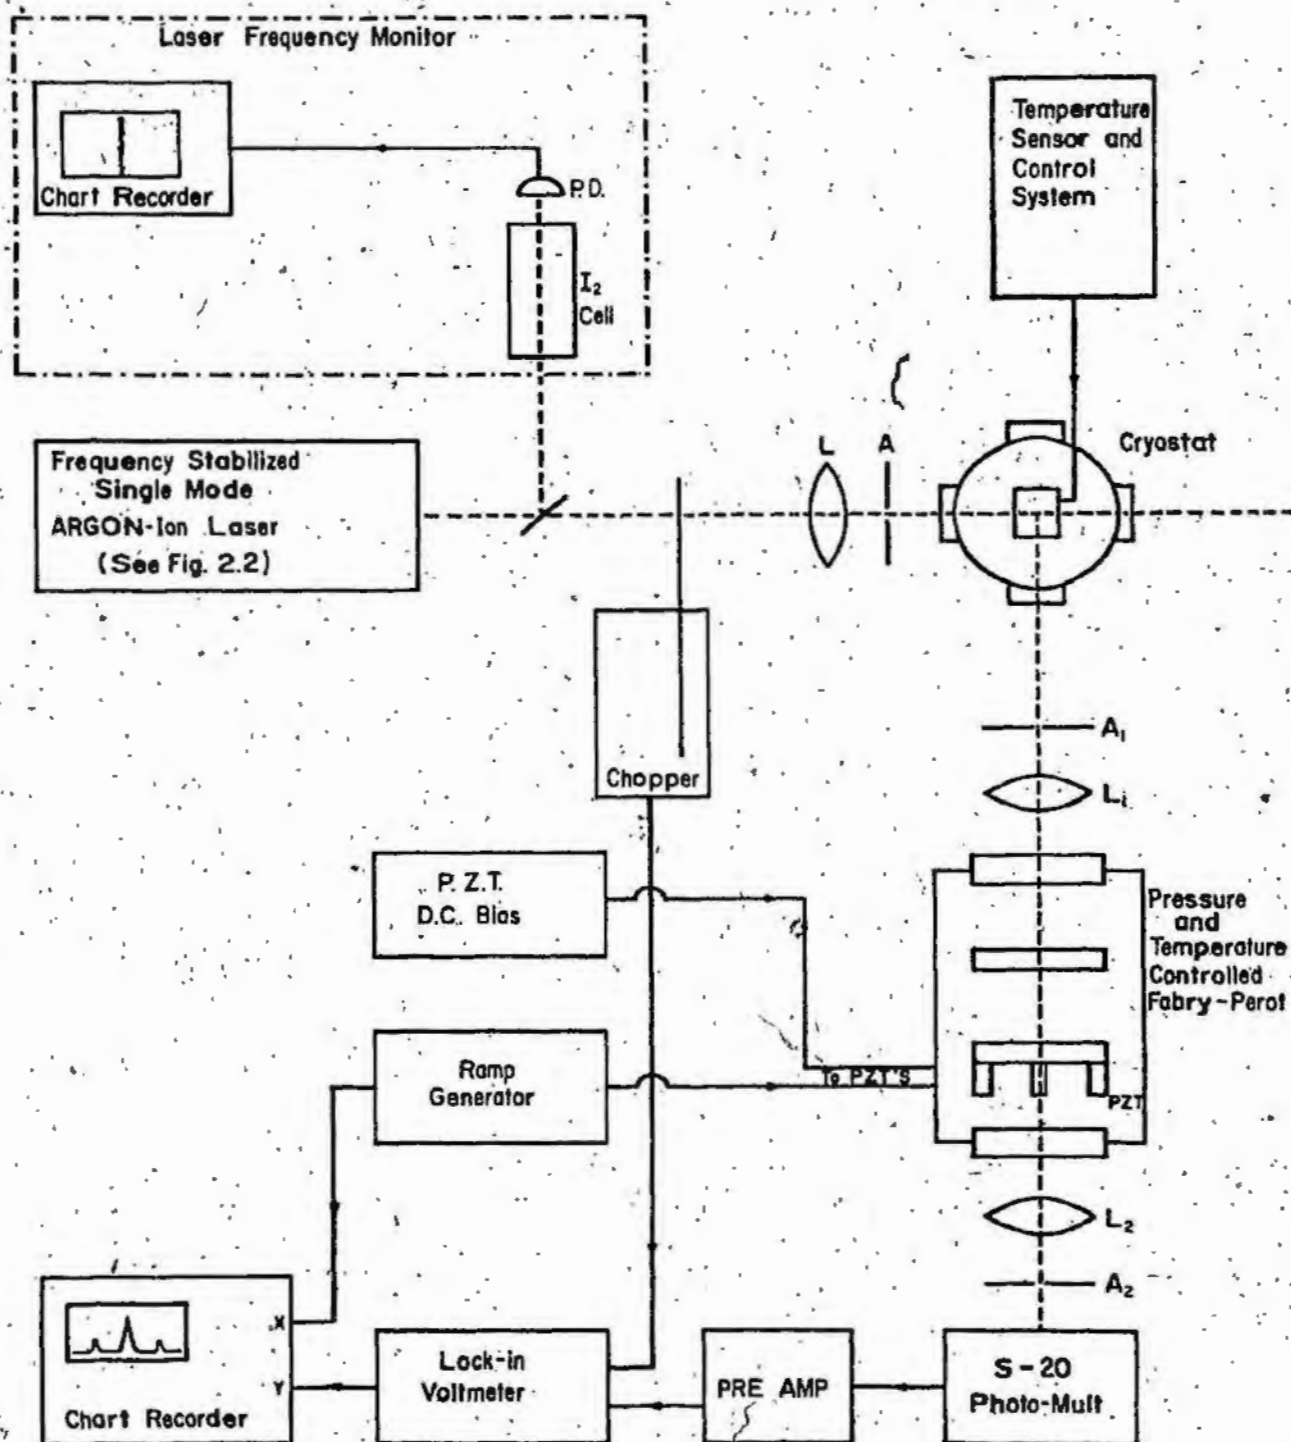 Laser Frequency Monitor
Chart Recorder
P.D.
I2
Cell
Temperature
Sensor and
Control
System
Frequency Stabilized
Single Mode
ARGON-Ion Laser
(See Fig. 2.2)
L
A
Cryostat
Chopper
A1
L1
P.Z.T.
D.C. Bias
Pressure
and
Temperature
Controlled
Fabry-Perot
Ramp
Generator
To PZT'S
PZT
L2
A2
X
Y
Chart Recorder
Lock-in
Voltmeter
PRE AMP
S-20
Photo-Mult